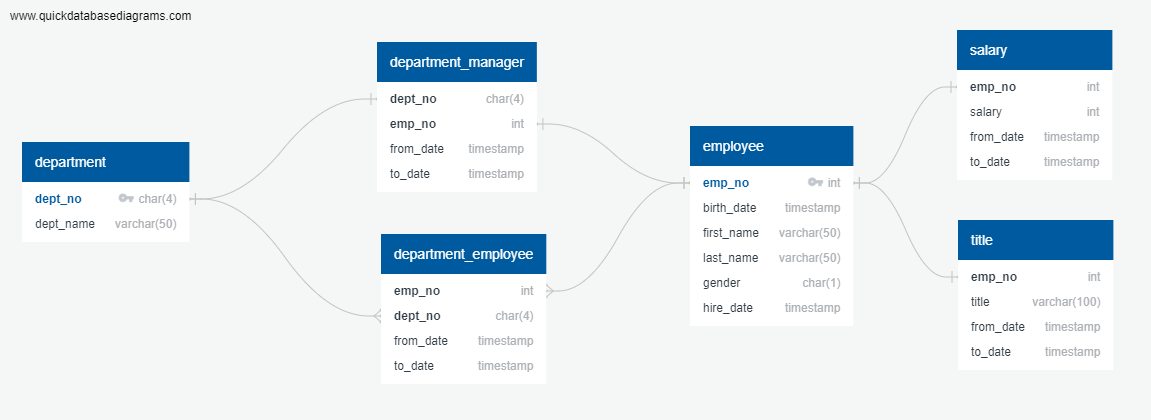 www.quickdatabasediagrams.com
department
dept_no char(4)
dept_name varchar(50)
department_manager
dept_no char(4)
emp_no int
from_date timestamp
to_date timestamp
department_employee
emp_no int
dept_no char(4)
from_date timestamp
to_date timestamp
employee
emp_no int
birth_date timestamp
first_name varchar(50)
last_name varchar(50)
gender char(1)
hire_date timestamp
salary
emp_no int
salary int
from_date timestamp
to_date timestamp
title
emp_no int
title varchar(100)
from_date timestamp
to_date timestamp